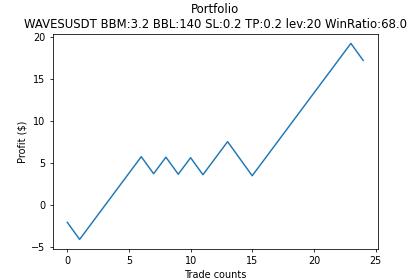 Portfolio
WAVESUSDT BBM:3.2 BBL:140 SL:0.2 TP:0.2 lev:20 WinRatio:68.0
20
15
10
5
0
−5
Profit ($)
0 5 10 15 20 25
Trade counts